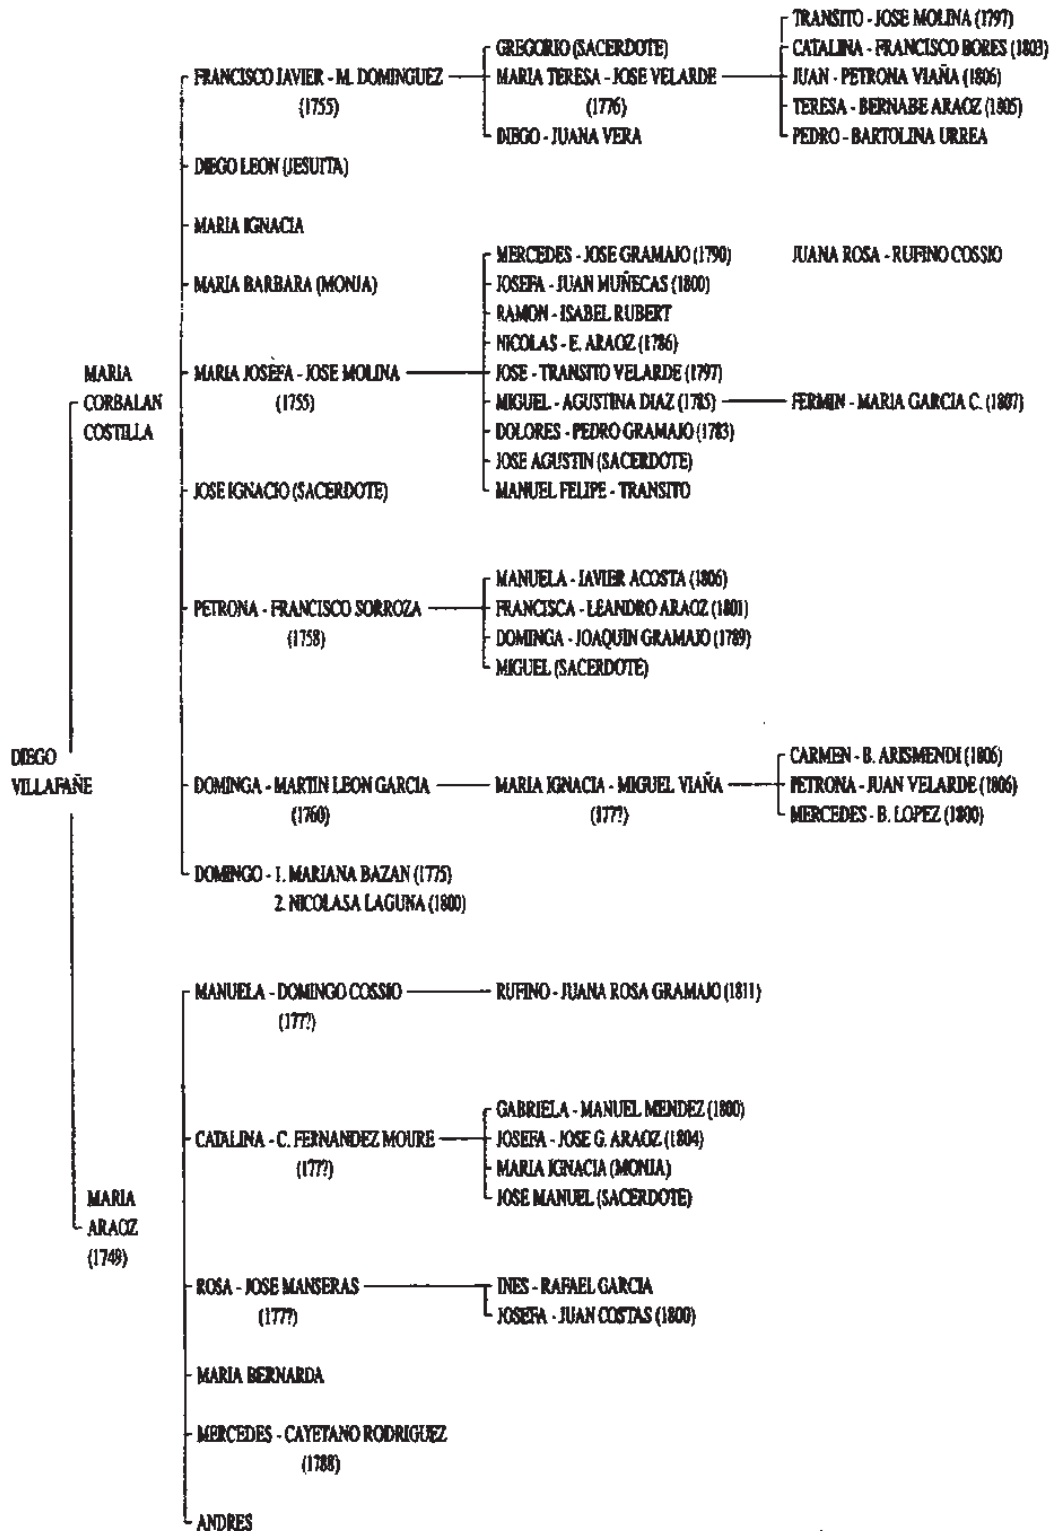 TRANSITO - JOSE MOLINA (1797)
GREGORIO (SACERDOTE)
CATALINA - FRANCISCO BORES (1803)
FRANCISCO JAVIER - M. DOMINGUEZ
(1755)
MARIA TERESA - JOSE VELARDE
(1776)
JUAN - PETRONA VIAÑA (1806)
TERESA - BERNABE ARAOZ (1805)
DIEGO - JUANA VERA
PEDRO - BARTOLINA URREA
DIEGO LEON (JESUITA)
MARIA IGNACIA
MARIA BARBARA (MONJA)
MERCEDES - JOSE GRAMAJO (1790)
JUANA ROSA - RUFINO COSSIO
JOSEFA - JUAN MUÑECAS (1800)
RAMON - ISABEL RUBERT
NICOLAS - E. ARAOZ (1786)
MARIA
CORBALAN
COSTILLA
MARIA JOSEFA - JOSE MOLINA
(1755)
JOSE - TRANSITO VELARDE (1797)
MIGUEL - AGUSTINA DIAZ (1785)
FERMIN - MARIA GARCIA C. (1807)
DOLORES - PEDRO GRAMAJO (1783)
JOSE AGUSTIN (SACERDOTE)
MANUEL FELIPE - TRANSITO
JOSE IGNACIO (SACERDOTE)
PETRONA - FRANCISCO SORROZA
(1758)
MANUELA - JAVIER ACOSTA (1806)
FRANCISCA - LEANDRO ARAOZ (1801)
DOMINGA - JOAQUIN GRAMAJO (1789)
MIGUEL (SACERDOTE)
DIEGO
VILLAFAÑE
DOMINGA - MARTIN LEON GARCIA
(1760)
MARIA IGNACIA - MIGUEL VIAÑA
(177?)
CARMEN - B. ARISMENDI (1806)
PETRONA - JUAN VELARDE (1806)
MERCEDES - B. LOPEZ (1800)
DOMINGO - 1. MARIANA BAZAN (1775)
2. NICOLASA LAGUNA (1800)
MANUELA - DOMINGO COSSIO
(177?)
RUFINO - JUANA ROSA GRAMAJO (1811)
CATALINA - C. FERNANDEZ MOURE
(177?)
GABRIELA - MANUEL MENDEZ (1800)
JOSEFA - JOSE G. ARAOZ (1804)
MARIA IGNACIA (MONJA)
JOSE MANUEL (SACERDOTE)
MARIA
ARAOZ
(1749)
ROSA - JOSE MANSERAS
(177?)
INES - RAFAEL GARCIA
JOSEFA - JUAN COSTAS (1800)
MARIA BERNARDA
MERCEDES - CAYETANO RODRIGUEZ
(1788)
ANDRES